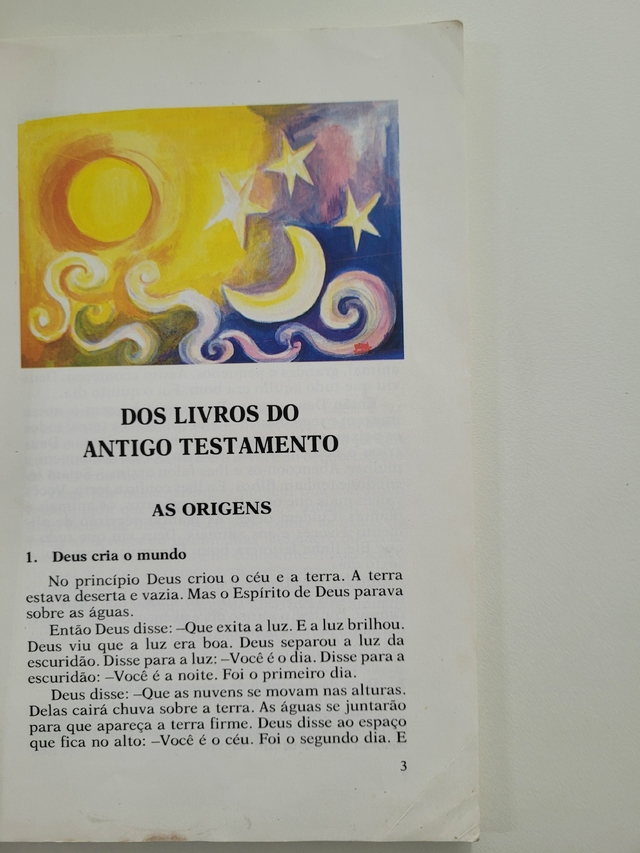 DOS LIVROS DO
ANTIGO TESTAMENTO
AS ORIGENS
1. Deus cria o mundo
No princípio Deus criou o céu e a terra. A terra
estava deserta e vazia. Mas o Espírito de Deus parava
sobre as águas.
Então Deus disse: –Que exita a luz. E a luz brilhou.
Deus viu que a luz era boa. Deus separou a luz da
escuridão. Disse para a luz: –Você é o dia. Disse para a
escuridão: –Você é a noite. Foi o primeiro dia.
Deus disse: –Que as nuvens se movam nas alturas.
Delas cairá chuva sobre a terra. As águas se juntarão
para que apareça a terra firme. Deus disse ao espaço
que fica no alto: –Você é o céu. Foi o segundo dia. E
3